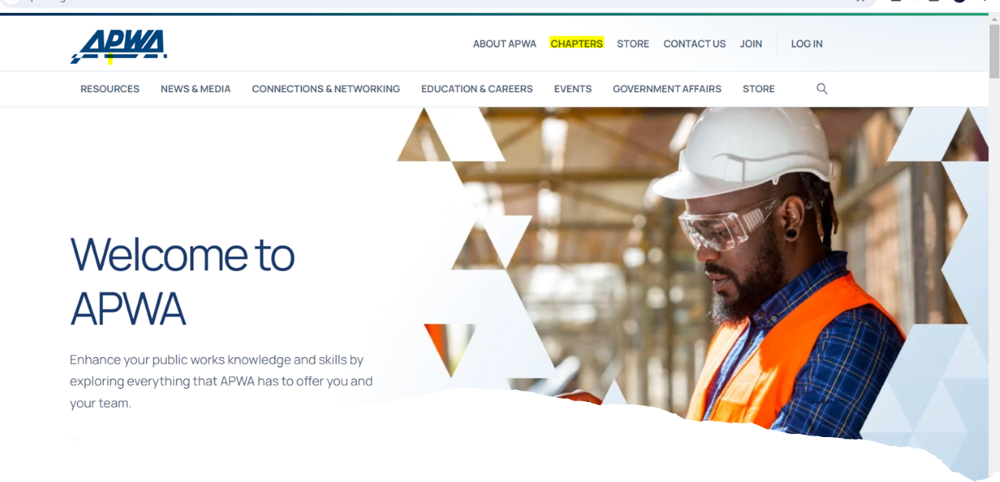 APWA
ABOUT APWA CHAPTERS STORE CONTACT US JOIN LOG IN
RESOURCES NEWS & MEDIA CONNECTIONS & NETWORKING EDUCATION & CAREERS EVENTS GOVERNMENT AFFAIRS STORE
Welcome to
APWA
Enhance your public works knowledge and skills by
exploring everything that APWA has to offer you and
your team.